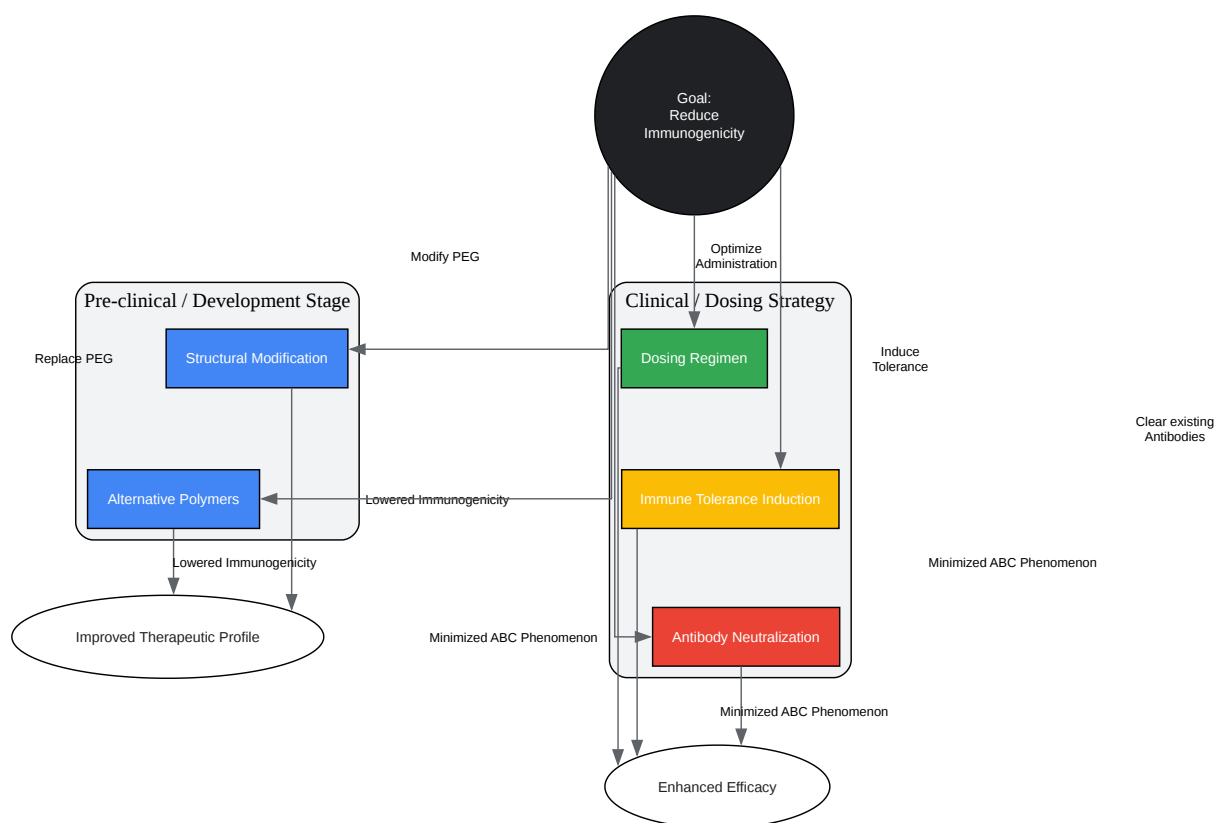 Goal:
Reduce
Immunogenicity
Modify PEG
Optimize
Administration
Pre-clinical / Development Stage
Clinical / Dosing Strategy
Replace PEG
Structural Modification
Dosing Regimen
Induce
Tolerance
Clear existing
Antibodies
Alternative Polymers
Lowered Immunogenicity
Immune Tolerance Induction
Lowered Immunogenicity
Minimized ABC Phenomenon
Improved Therapeutic Profile
Minimized ABC Phenomenon
Antibody Neutralization
Minimized ABC Phenomenon
Enhanced Efficacy